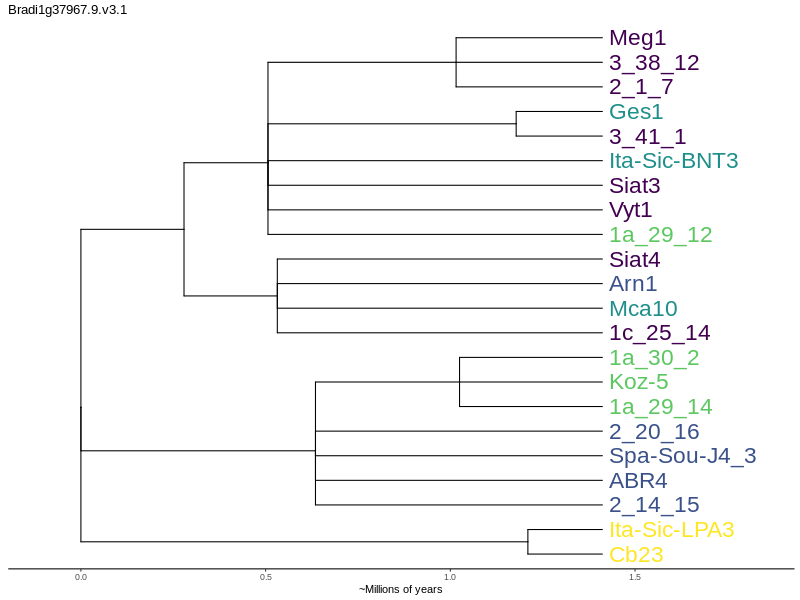 Bradi1g37967.9.v3.1
Meg1
3_38_12
2_1_7
Ges1
3_41_1
Ita-Sic-BNT3
Siat3
Vyt1
1a_29_12
Siat4
Arn1
Mca10
1c_25_14
1a_30_2
Koz-5
1a_29_14
2_20_16
Spa-Sou-J4_3
ABR4
2_14_15
Ita-Sic-LPA3
Cb23
0.0 0.5 1.0 1.5
~Millions of years